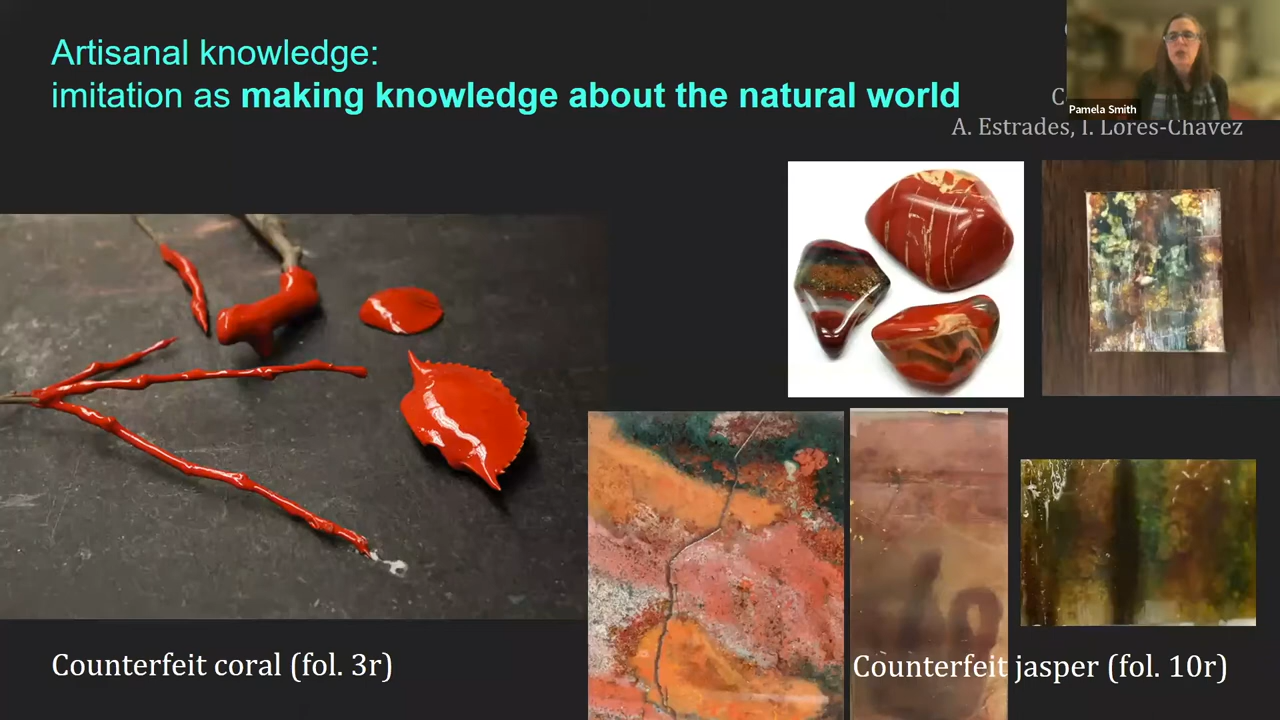 Artisanal knowledge:
imitation as making knowledge about the natural world
Pamela Smith
A. Estrades, I. Lores-Chavez
Counterfeit coral (fol. 3r)
Counterfeit jasper (fol. 10r)